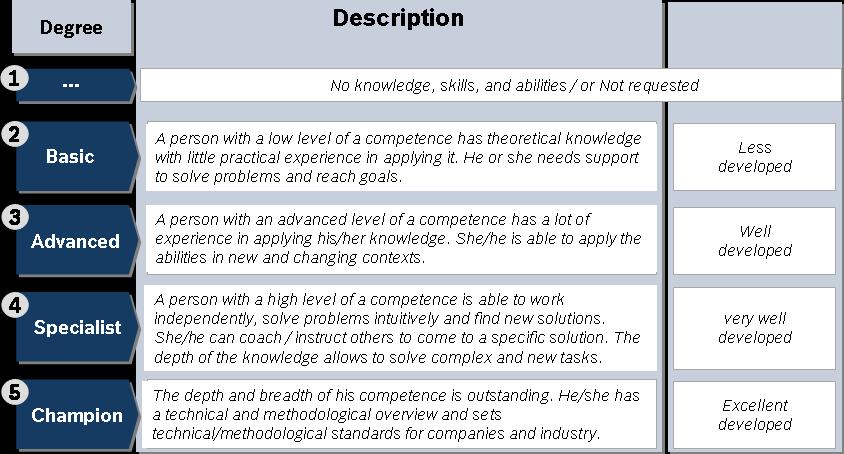 Degree
Description
1
...
No knowledge, skills, and abilities / or Not requested
2
Basic
A person with a low level of a competence has theoretical knowledge
with little practical experience in applying it. He or she needs support
to solve problems and reach goals.
Less
developed
3
Advanced
A person with an advanced level of a competence has a lot of
experience in applying his/her knowledge. She/he is able to apply the
abilities in new and changing contexts.
Well
developed
4
Specialist
A person with a high level of a competence is able to work
independently, solve problems intuitively and find new solutions.
She/he can coach / instruct others to come to a specific solution. The
depth of the knowledge allows to solve complex and new tasks.
very well
developed
5
Champion
The depth and breadth of his competence is outstanding. He/she has
a technical and methodological overview and sets
technical/methodological standards for companies and industry.
Excellent
developed